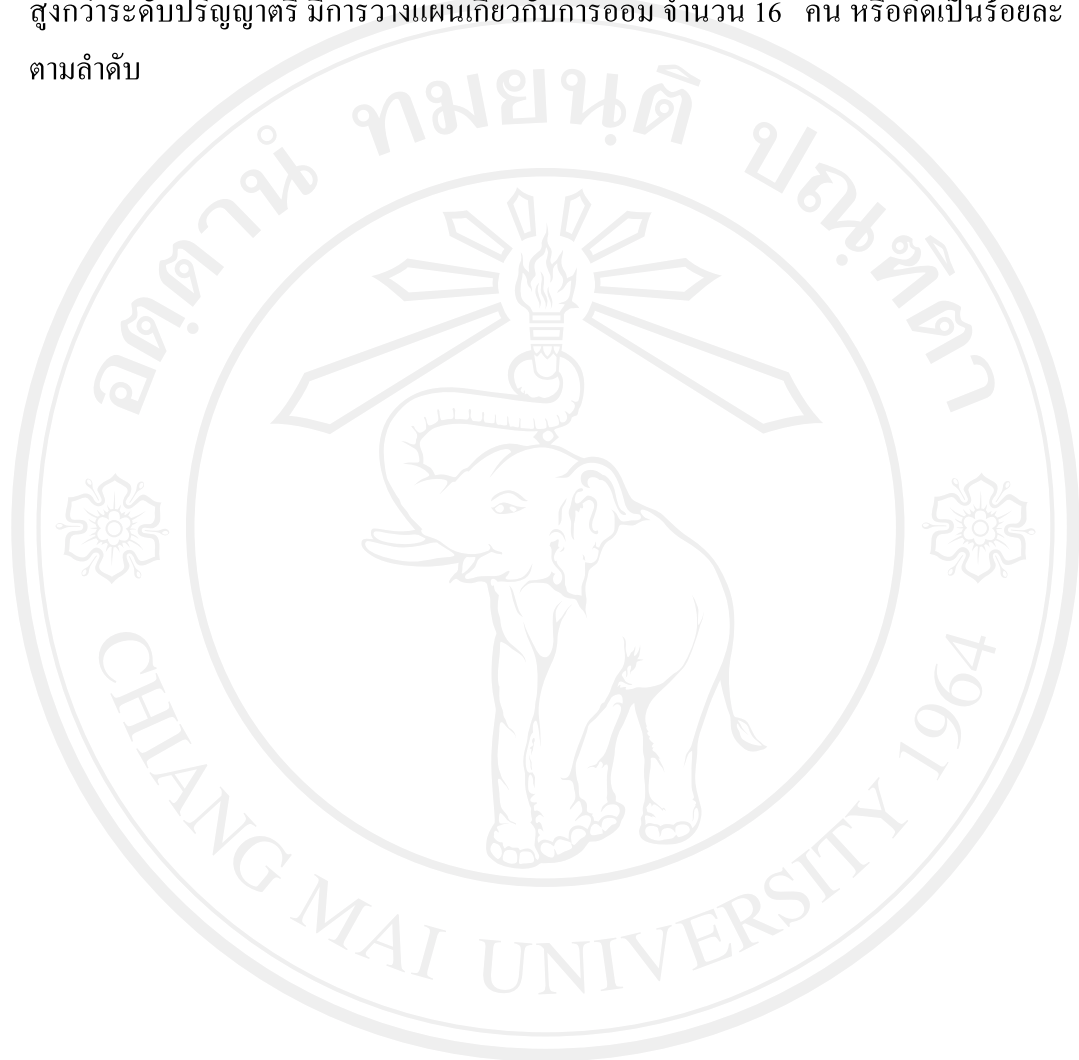 สูงกว่าระดับปริญญาตรี มีการวางแผนเกี่ยวกับการออม จำนวน 16 คน หรือคิดเป็นร้อยละ
ตามลำดับ
อตฺตานํ ทมยนฺติ ปณฺฑิตา
CHIANG MAI UNIVERSITY 1964